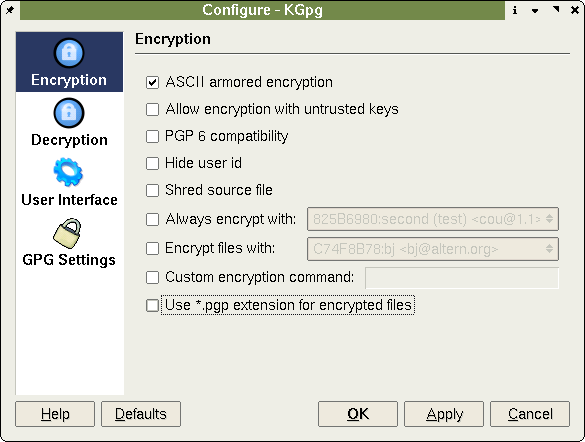 Configure - KGpg
Encryption
Decryption
User Interface
GPG Settings
Encryption
ASCII armored encryption
Allow encryption with untrusted keys
PGP 6 compatibility
Hide user id
Shred source file
Always encrypt with: 825B6980:second (test) <cou@1.1>
Encrypt files with: C74F8B78:bj <bj@altern.org>
Custom encryption command:
Use *.pgp extension for encrypted files
Help Defaults OK Apply Cancel